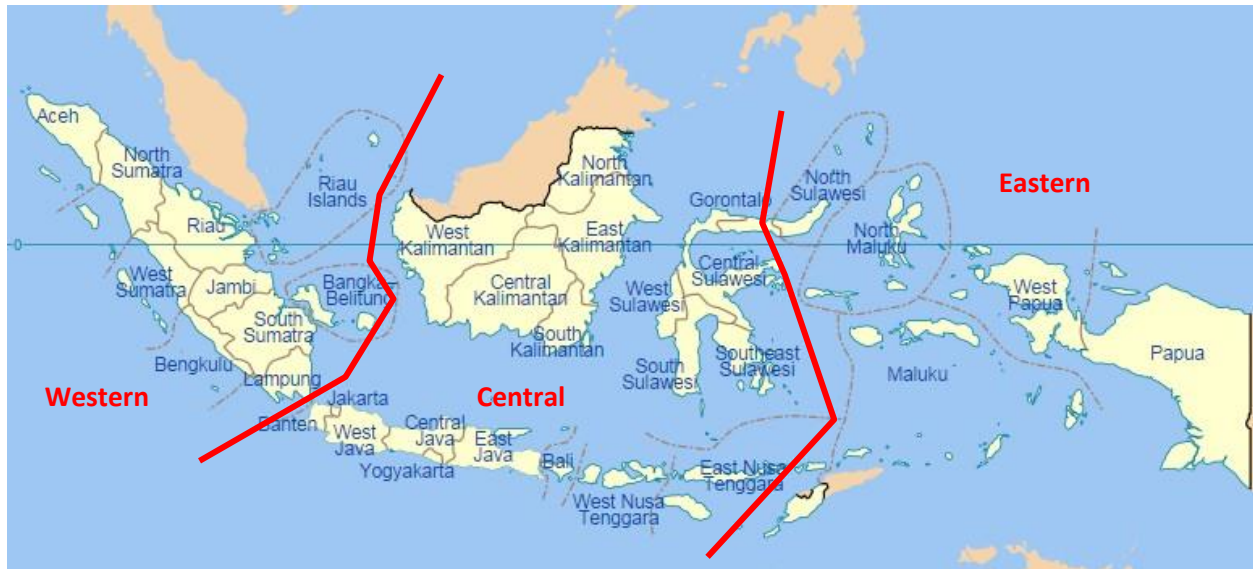 Aceh
North
Sumatra
Riau
Islands
Riau
0
West
Sumatra
Jambi
Bangka
Belitung
South
Sumatra
Bengkulu
Lampung
Western
Banten
Jakarta
West
Java
Central
Java
Yogyakarta
East
Java
Bali
West Nusa
Tenggara
East Nusa
Tenggara
Central
North
Kalimantan
West
Kalimantan
East
Kalimantan
Central
Kalimantan
South
Kalimantan
Gorontalo
North
Sulawesi
Central
Sulawesi
West
Sulawesi
South
Sulawesi
Southeast
Sulawesi
Eastern
North
Maluku
Maluku
West
Papua
Papua